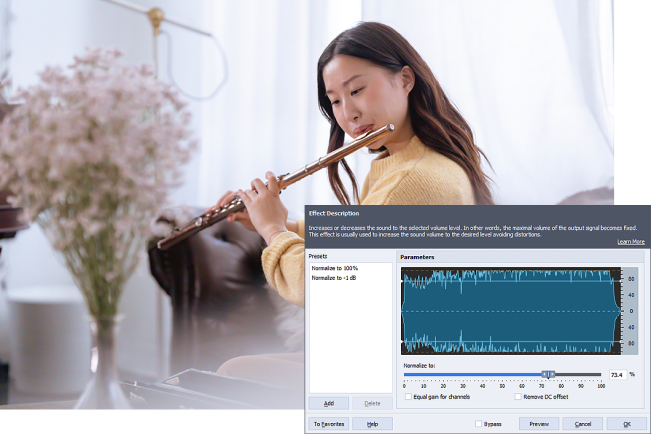 Effect Description
Increases or decreases the sound to the selected volume level. In other words, the maximal volume of the output signal becomes fixed.
This effect is usually used to increase the sound volume to the desired level avoiding distortions.
Learn More
Presets
Normalize to 100%
Normalize to -1 dB
Add
Delete
Parameters
80
40
0
40
80
Normalize to:
0 10 20 30 40 50 60 70 80 90 100
73.4 %
Equal gain for channels
Remove DC offset
To Favorites
Help
Bypass
Preview
Cancel
OK